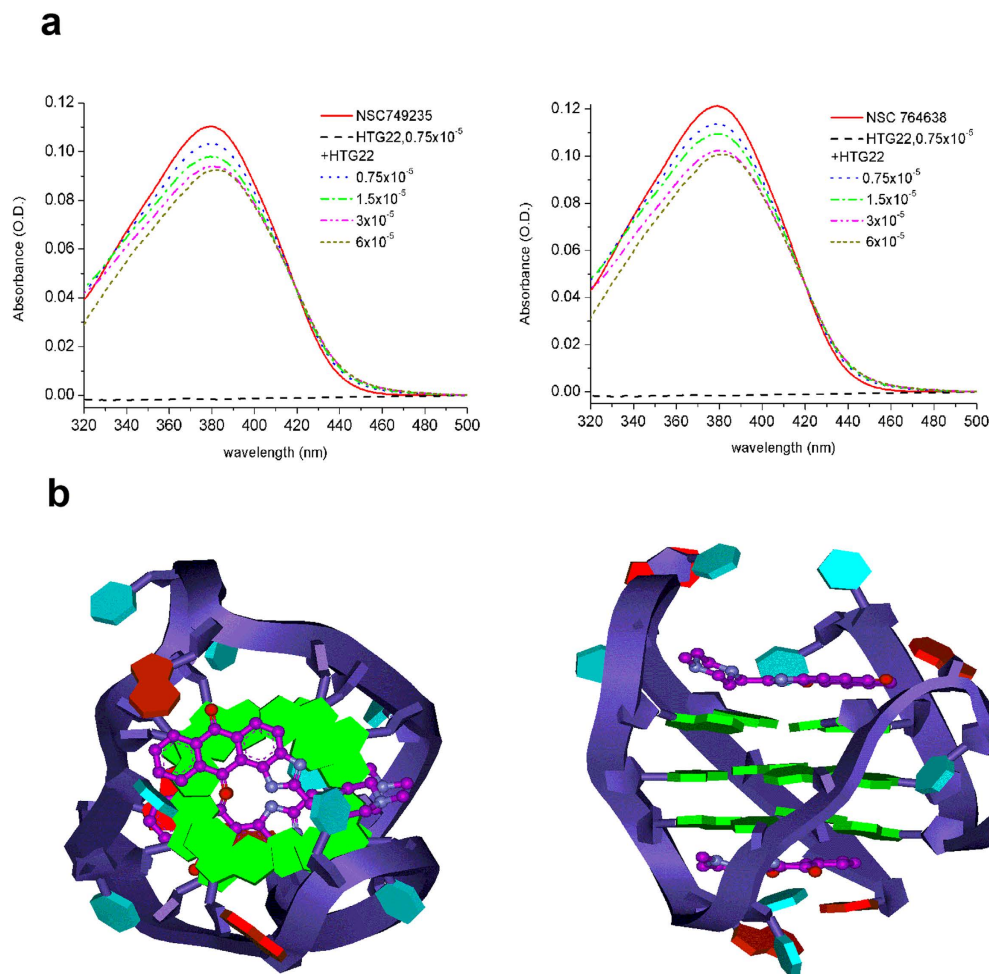 a
0.12
0.10
0.08
0.06
0.04
0.02
0.00
Absorbance (O.D.)
320 340 360 380 400 420 440 460 480 500
wavelength (nm)
NSC749235
HTG22,0.75x10⁻⁵
+HTG22
0.75x10⁻⁵
1.5x10⁻⁵
3x10⁻⁵
6x10⁻⁵
0.12
0.10
0.08
0.06
0.04
0.02
0.00
Absorbance (O.D.)
320 340 360 380 400 420 440 460 480 500
wavelength (nm)
NSC 764638
HTG22,0.75x10⁻⁵
+HTG22
0.75x10⁻⁵
1.5x10⁻⁵
3x10⁻⁵
6x10⁻⁵
b